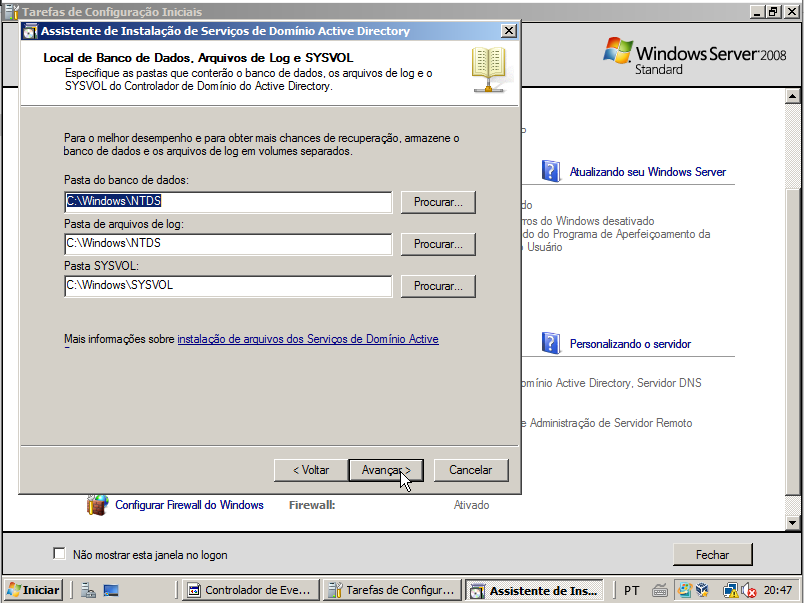 Tarefas de Configuração Iniciais
Assistente de Instalação de Serviços de Domínio Active Directory
Local de Banco de Dados, Arquivos de Log e SYSVOL
Especifique as pastas que conterão o banco de dados, os arquivos de log e o
SYSVOL do Controlador de Domínio do Active Directory.
Windows Server 2008
Standard
Para o melhor desempenho e para obter mais chances de recuperação, armazene o
banco de dados e os arquivos de log em volumes separados.
Pasta do banco de dados:
C:\Windows\NTDS
Procurar...
Pasta de arquivos de log:
C:\Windows\NTDS
Procurar...
Pasta SYSVOL:
C:\Windows\SYSVOL
Procurar...
Mais informações sobre instalação de arquivos dos Serviços de Domínio Active
< Voltar
Avançar >
Cancelar
Atualizando seu Windows Server
do Windows desativado
do Programa de Aperfeiçoamento da
Usuário
Personalizando o servidor
Active Directory, Servidor DNS
Administração de Servidor Remoto
Configurar Firewall do Windows
Firewall:
Ativado
Não mostrar esta janela no logon
Fechar
Iniciar
Controlador de Eve...
Tarefas de Configur...
Assistente de Ins...
PT
20:47